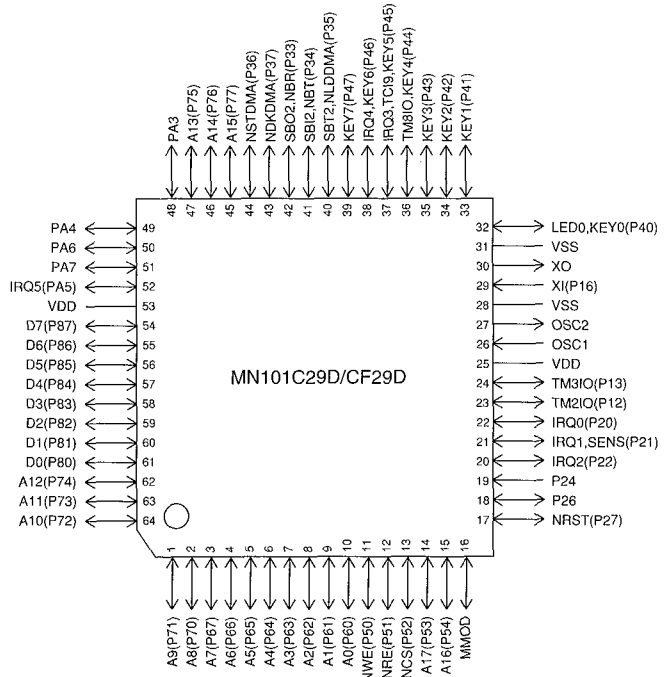 PA3
A13(P75)
A14(P76)
A15(P77)
NSTDMA(P36)
NDKDMA(P37)
SBO2,NBR(P33)
SBI2,NBT(P34)
SBT2,NLDDMA(P35)
KEY7(P47)
IRQ4,KEY6(P46)
IRQ3,TCI9,KEY5(P45)
TM8IO,KEY4(P44)
KEY3(P43)
KEY2(P42)
KEY1(P41)
48 47 46 45 44 43 42 41 40 39 38 37 36 35 34 33
PA4 49
PA6 50
PA7 51
IRQ5(PA5) 52
VDD 53
D7(P87) 54
D6(P86) 55
D5(P85) 56
D4(P84) 57
D3(P83) 58
D2(P82) 59
D1(P81) 60
D0(P80) 61
A12(P74) 62
A11(P73) 63
A10(P72) 64
MN101C29D/CF29D
32 LED0,KEY0(P40)
31 VSS
30 XO
29 XI(P16)
28 VSS
27 OSC2
26 OSC1
25 VDD
24 TM3IO(P13)
23 TM2IO(P12)
22 IRQ0(P20)
21 IRQ1,SENS(P21)
20 IRQ2(P22)
19 P24
18 P26
17 NRST(P27)
1 2 3 4 5 6 7 8 9 10 11 12 13 14 15 16
A9(P71)
A8(P70)
A7(P67)
A6(P66)
A5(P65)
A4(P64)
A3(P63)
A2(P62)
A1(P61)
A0(P60)
NWE(P50)
NRE(P51)
NCS(P52)
A17(P53)
A16(P54)
MMOD